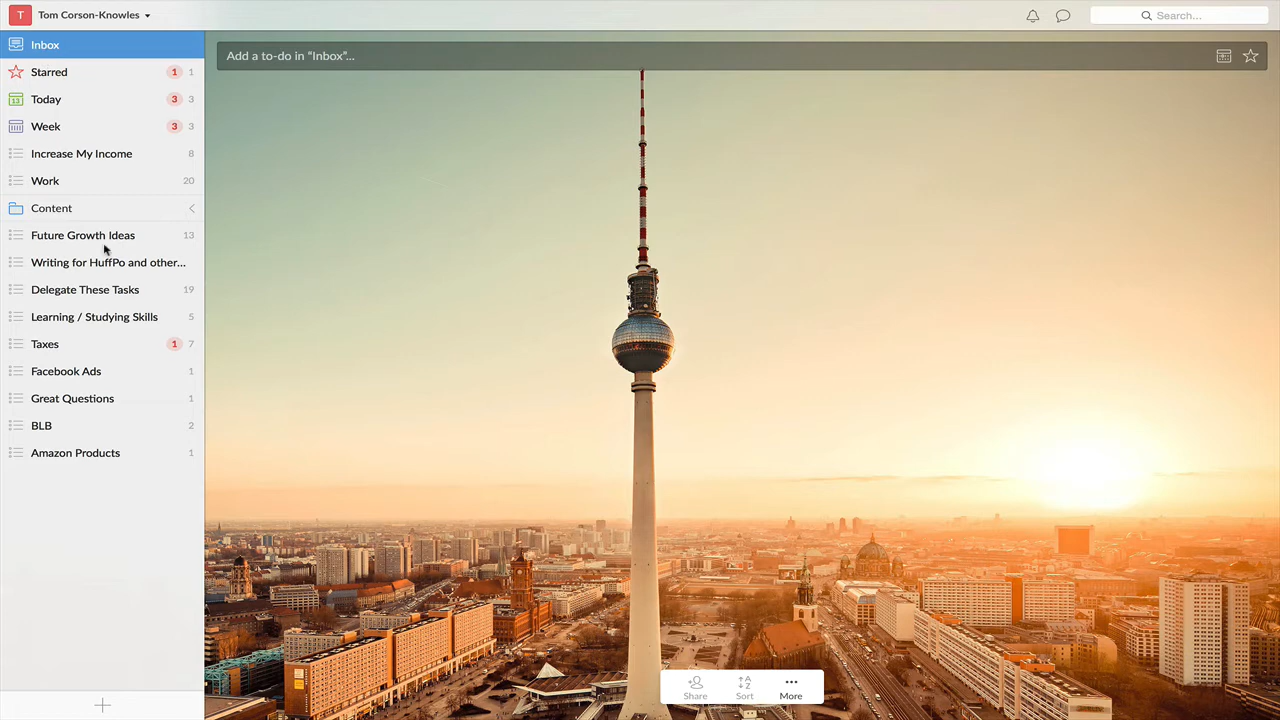 T Tom Corson-Knowles
Search...
Inbox
Add a to-do in "Inbox"...
Starred 1 1
13 Today 3 3
Week 3 3
Increase My Income 8
Work 20
Content
Future Growth Ideas 13
Writing for HuffPo and other...
Delegate These Tasks 19
Learning / Studying Skills 5
Taxes 1 7
Facebook Ads 1
Great Questions 1
BLB 2
Amazon Products 1
A Z
Share Sort More